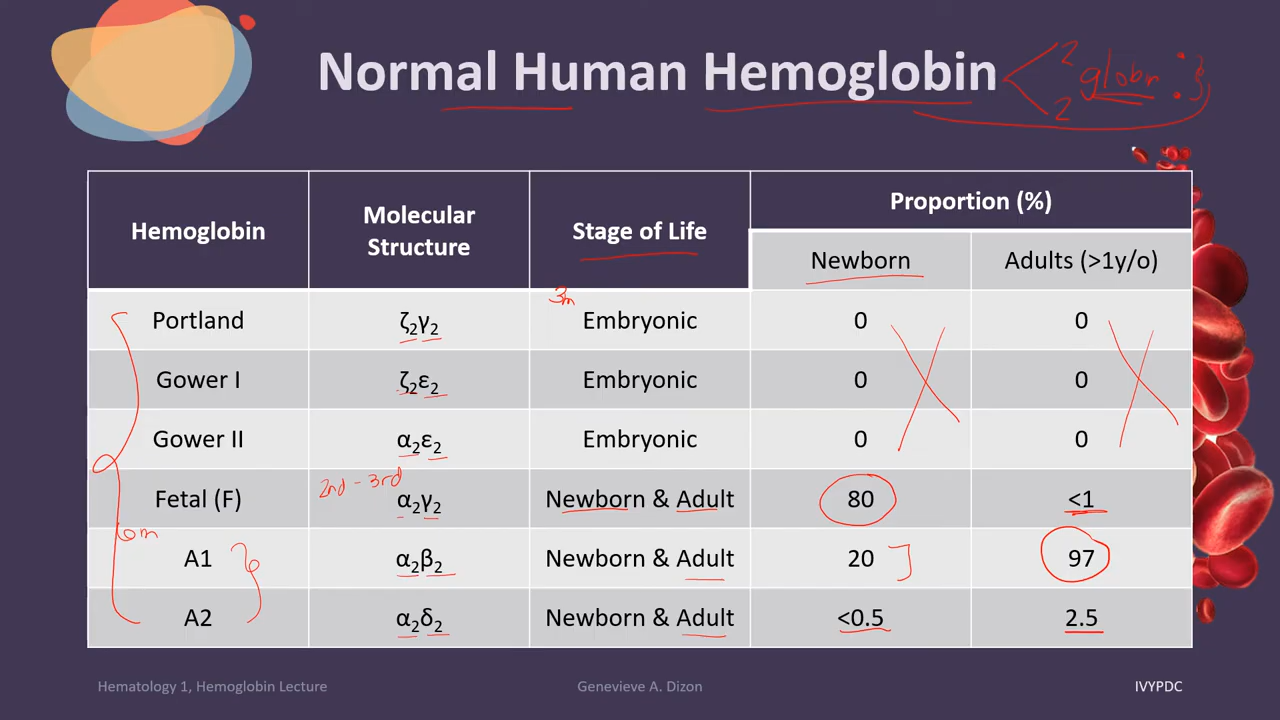 Normal Human Hemoglobin
2
globn :}
2
Hemoglobin
Molecular
Structure
Stage of Life
Proportion (%)
Newborn
Adults (>1y/o)
3m
Portland ζ₂γ₂ Embryonic 0 0
Gower I ζ₂ε₂ Embryonic 0 0
Gower II α₂ε₂ Embryonic 0 0
2nd - 3rd
Fetal (F) α₂γ₂ Newborn & Adult 80 <1
6m
A1 α₂β₂ Newborn & Adult 20 97
A2 α₂δ₂ Newborn & Adult <0.5 2.5
Hematology 1, Hemoglobin Lecture Genevieve A. Dizon IVYPDC